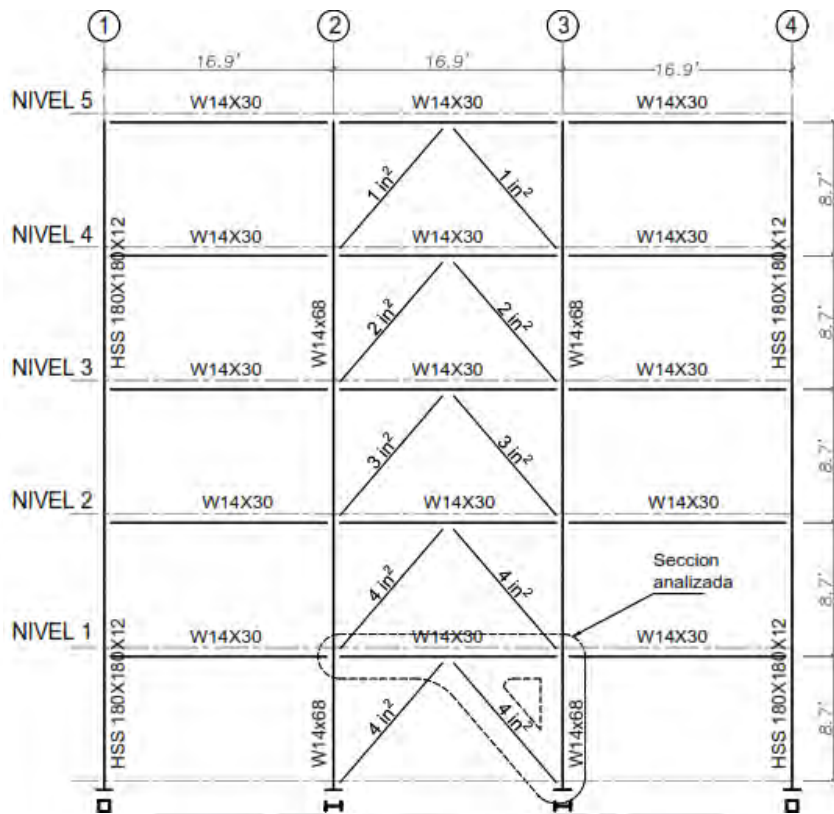 1 2 3 4
16.9' 16.9' 16.9'
NIVEL 5
W14X30 W14X30 W14X30
1 in² 1 in²
8.7'
NIVEL 4
W14X30 W14X30 W14X30
HSS 180X180X12 HSS 180X180X12
2 in² 2 in²
W14x68 W14x68
8.7'
NIVEL 3
W14X30 W14X30 W14X30
3 in² 3 in²
8.7'
NIVEL 2
W14X30 W14X30 W14X30
4 in² 4 in²
Seccion
analizada
8.7'
NIVEL 1
W14X30 W14X30 W14X30
HSS 180X180X12 HSS 180X180X12
W14x68 W14x68
4 in² 4 in²
8.7'